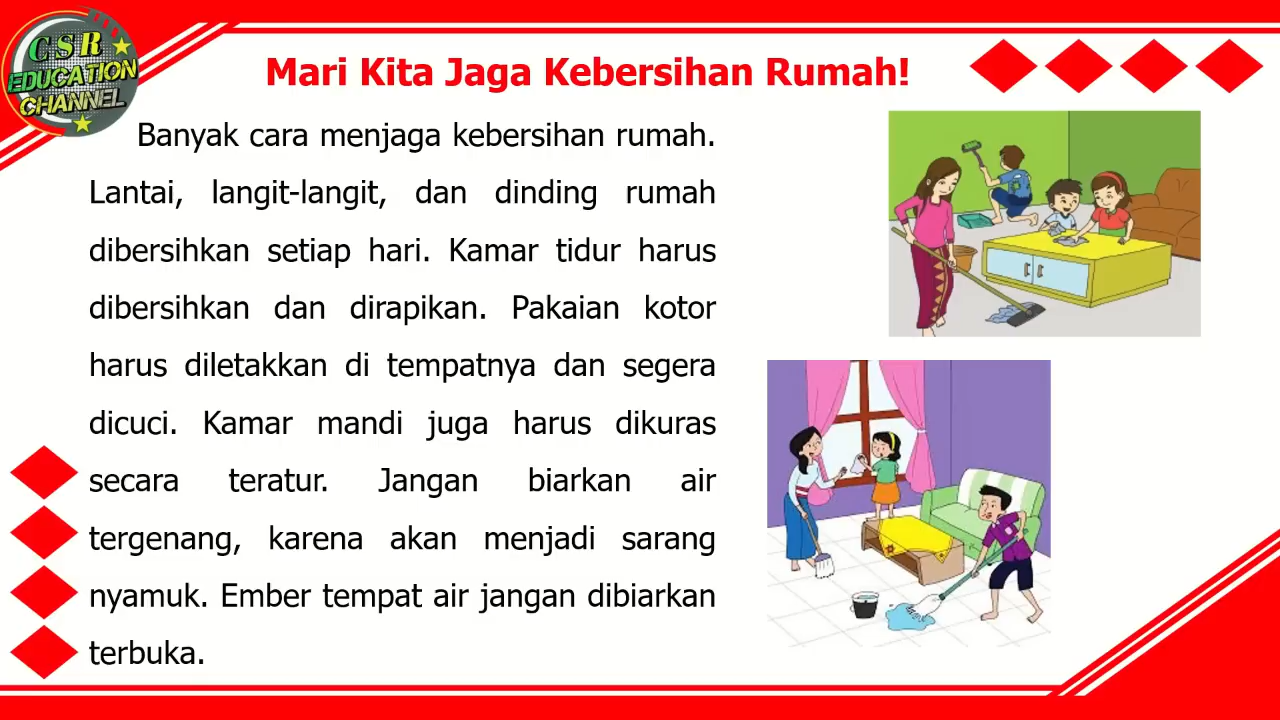 CSR
EDUCATION
CHANNEL
Mari Kita Jaga Kebersihan Rumah!
Banyak cara menjaga kebersihan rumah.
Lantai, langit-langit, dan dinding rumah
dibersihkan setiap hari. Kamar tidur harus
dibersihkan dan dirapikan. Pakaian kotor
harus diletakkan di tempatnya dan segera
dicuci. Kamar mandi juga harus dikuras
secara teratur. Jangan biarkan air
tergenang, karena akan menjadi sarang
nyamuk. Ember tempat air jangan dibiarkan
terbuka.